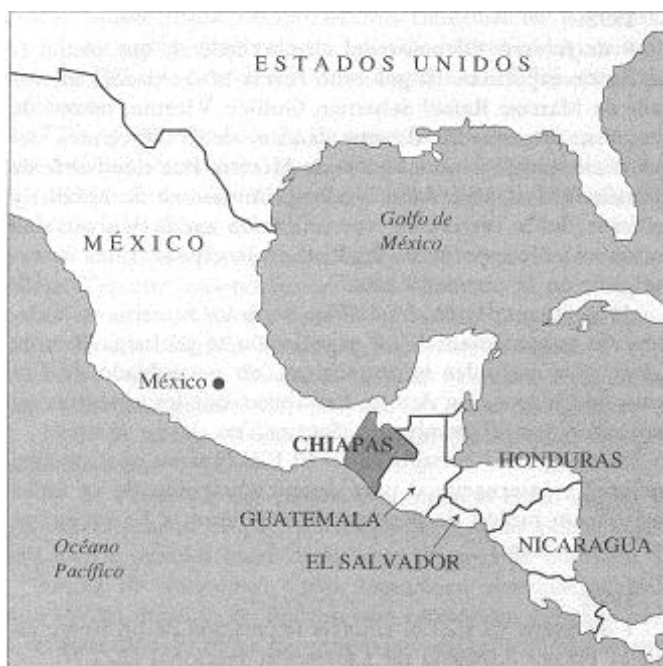 ESTADOS UNIDOS
Golfo de
México
MÉXICO
México
CHIAPAS
HONDURAS
GUATEMALA
EL SALVADOR
NICARAGUA
Océano
Pacífico